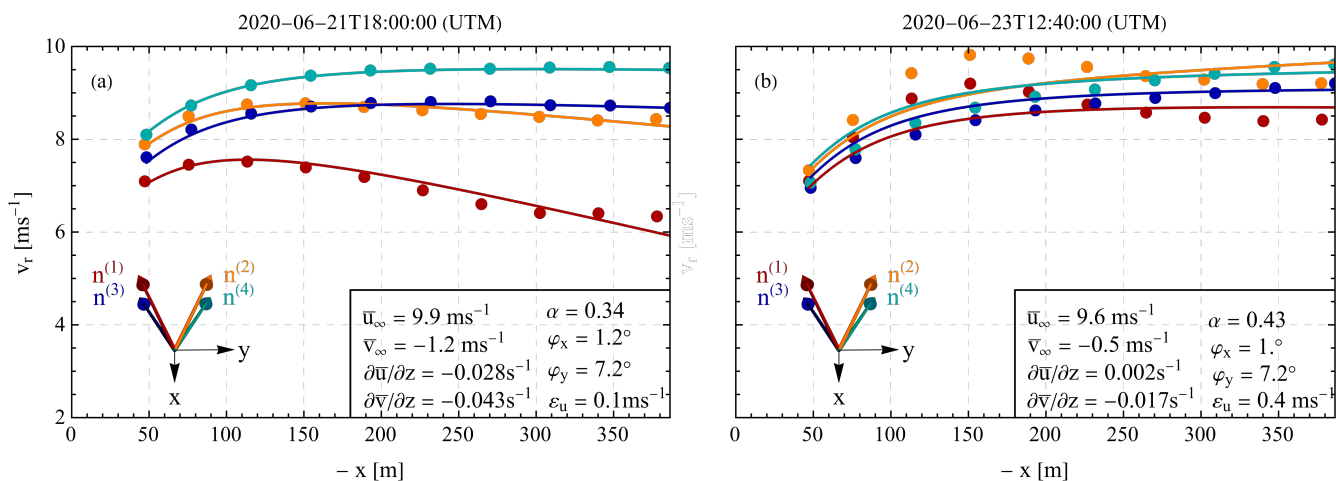 2020−06−21T18:00:00 (UTM)
10
8
6
4
2
v_r [ms⁻¹]
(a)
n⁽¹⁾
n⁽²⁾
n⁽³⁾
n⁽⁴⁾
y
x
u̅∞ = 9.9 ms⁻¹ α = 0.34
v̅∞ = −1.2 ms⁻¹ φₓ = 1.2°
∂u̅/∂z = −0.028s⁻¹ φ_y = 7.2°
∂v̅/∂z = −0.043s⁻¹ ε_u = 0.1ms⁻¹
0 50 100 150 200 250 300 350
− x [m]
2020−06−23T12:40:00 (UTM)
v_r [ms⁻¹]
(b)
n⁽¹⁾
n⁽²⁾
n⁽³⁾
n⁽⁴⁾
y
x
u̅∞ = 9.6 ms⁻¹ α = 0.43
v̅∞ = −0.5 ms⁻¹ φₓ = 1.°
∂u̅/∂z = 0.002s⁻¹ φ_y = 7.2°
∂v̅/∂z = −0.017s⁻¹ ε_u = 0.4 ms⁻¹
0 50 100 150 200 250 300 350
− x [m]